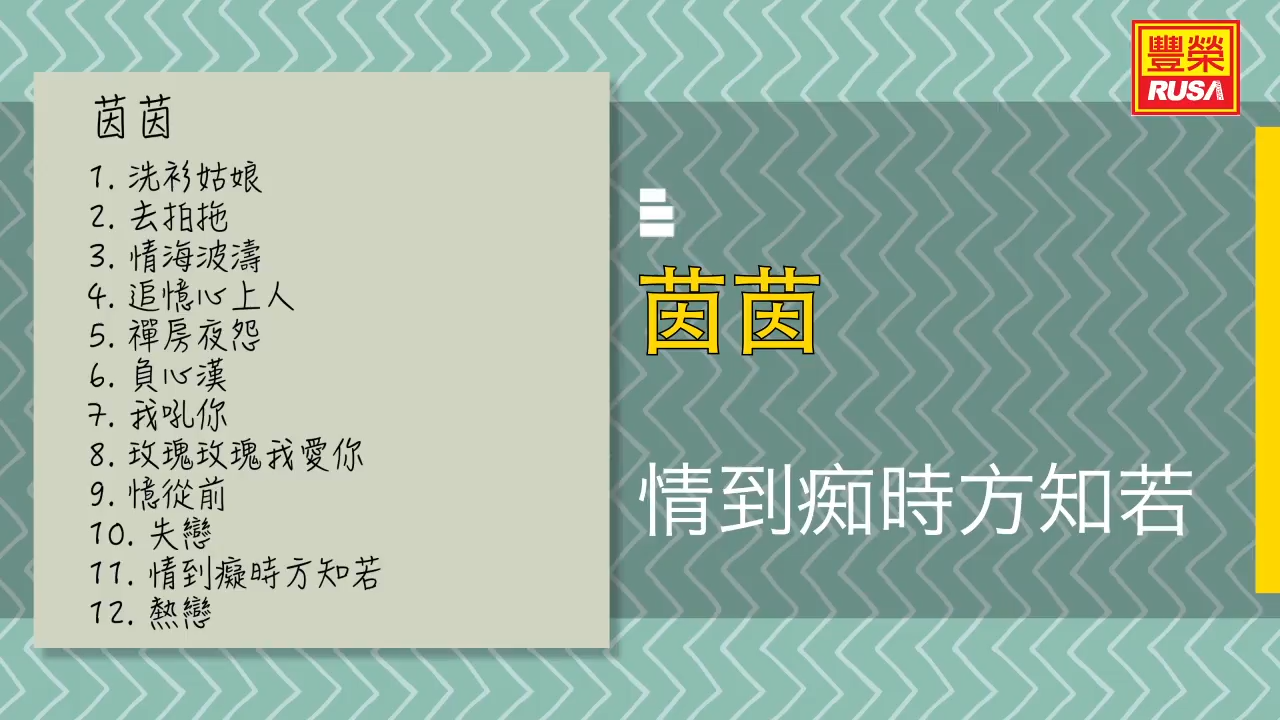 豐榮
RUSA
茵茵
1. 洗衫姑娘
2. 去拍拖
3. 情海波濤
4. 追憶心上人
5. 禪房夜怨
6. 負心漢
7. 我吼你
8. 玫瑰玫瑰我愛你
9. 憶從前
10. 失戀
11. 情到癡時方知若
12. 熱戀
茵茵
情到痴時方知若